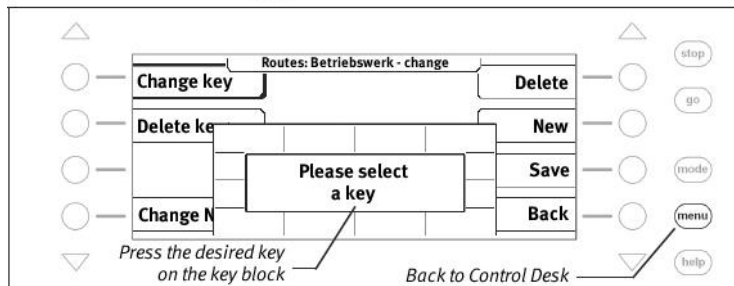 Routes: Betriebswerk - change
Change key
Delete
Delete ke
New
Please select
a key
Save
Change N
Back
Press the desired key
on the key block
Back to Control Desk
stop
go
mode
menu
help